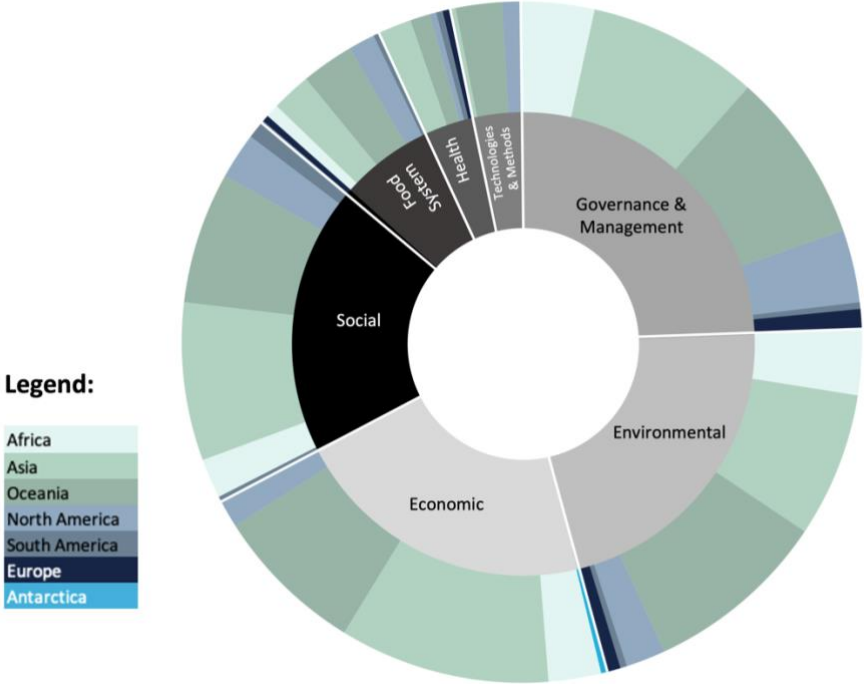 Technologies
& Methods
Health
Food
System
Governance &
Management
Social
Environmental
Economic
Legend:
Africa
Asia
Oceania
North America
South America
Europe
Antarctica